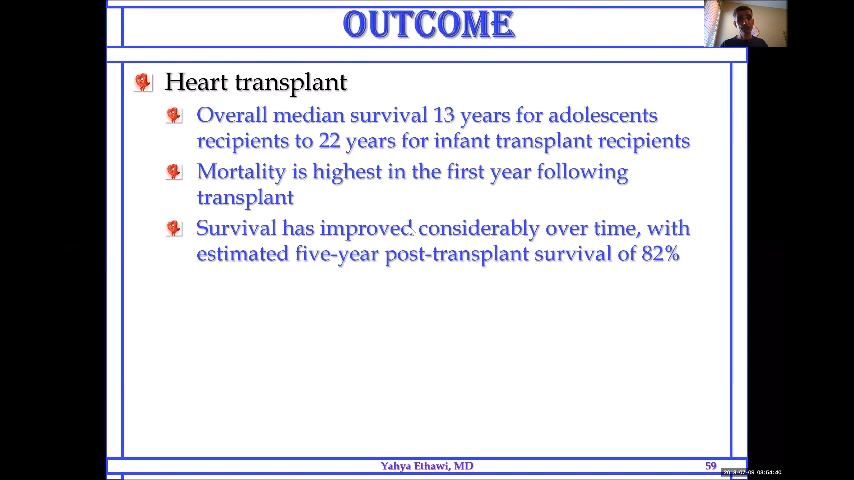 OUTCOME
Heart transplant
Overall median survival 13 years for adolescents
recipients to 22 years for infant transplant recipients
Mortality is highest in the first year following
transplant
Survival has improved considerably over time, with
estimated five-year post-transplant survival of 82%
Yahya Ethawi, MD
59